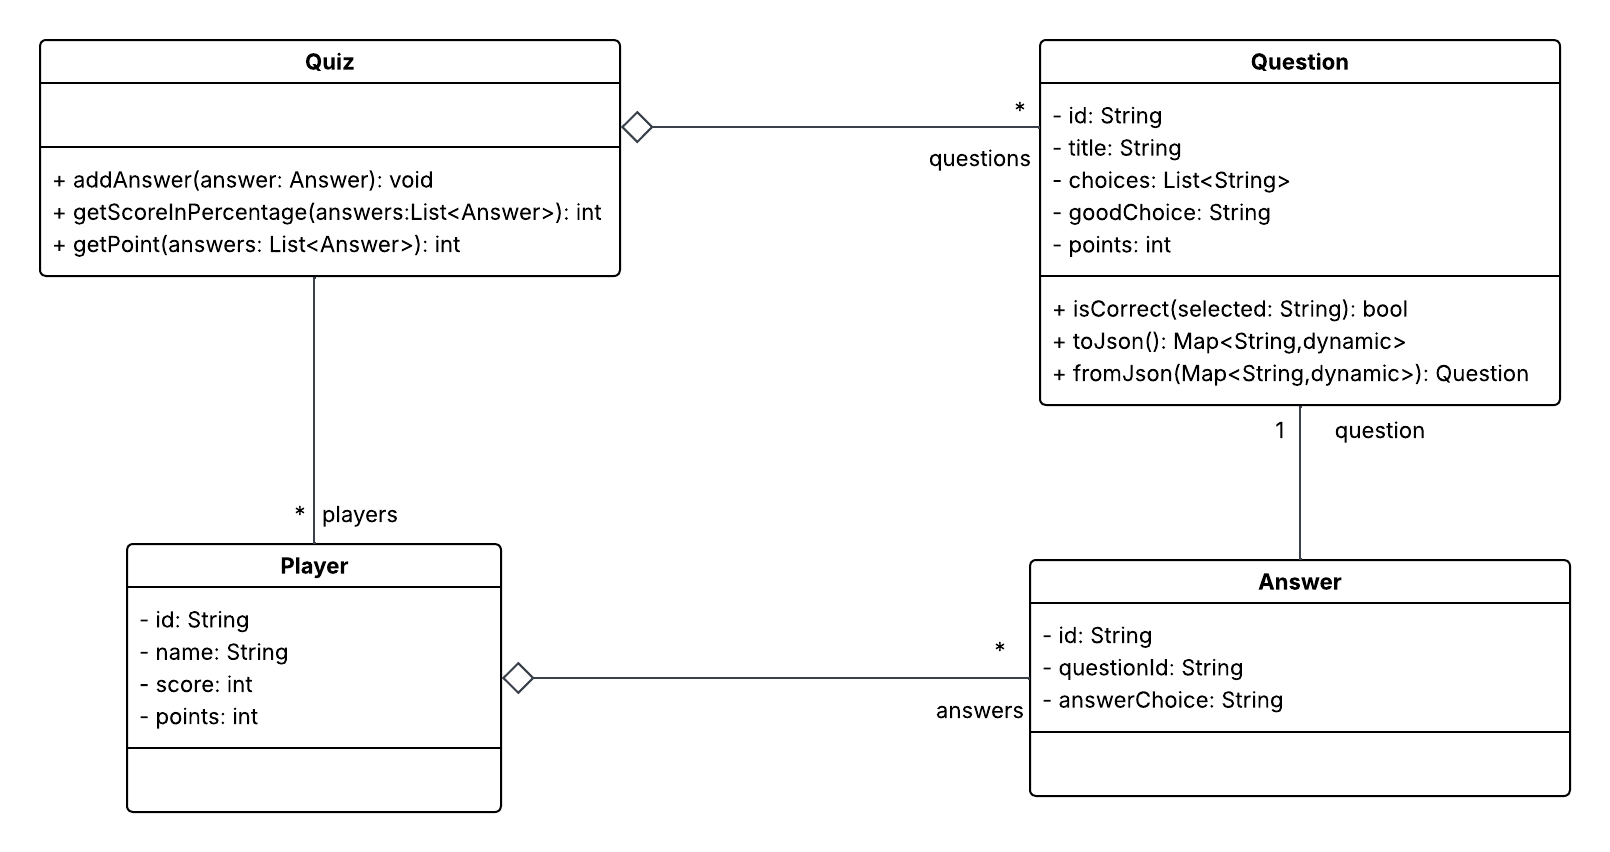 Quiz
+ addAnswer(answer: Answer): void
+ getScoreInPercentage(answers:List<Answer>): int
+ getPoint(answers: List<Answer>): int
*
questions
Question
- id: String
- title: String
- choices: List<String>
- goodChoice: String
- points: int
+ isCorrect(selected: String): bool
+ toJson(): Map<String,dynamic>
+ fromJson(Map<String,dynamic>): Question
1 question
* players
Player
- id: String
- name: String
- score: int
- points: int
*
answers
Answer
- id: String
- questionId: String
- answerChoice: String